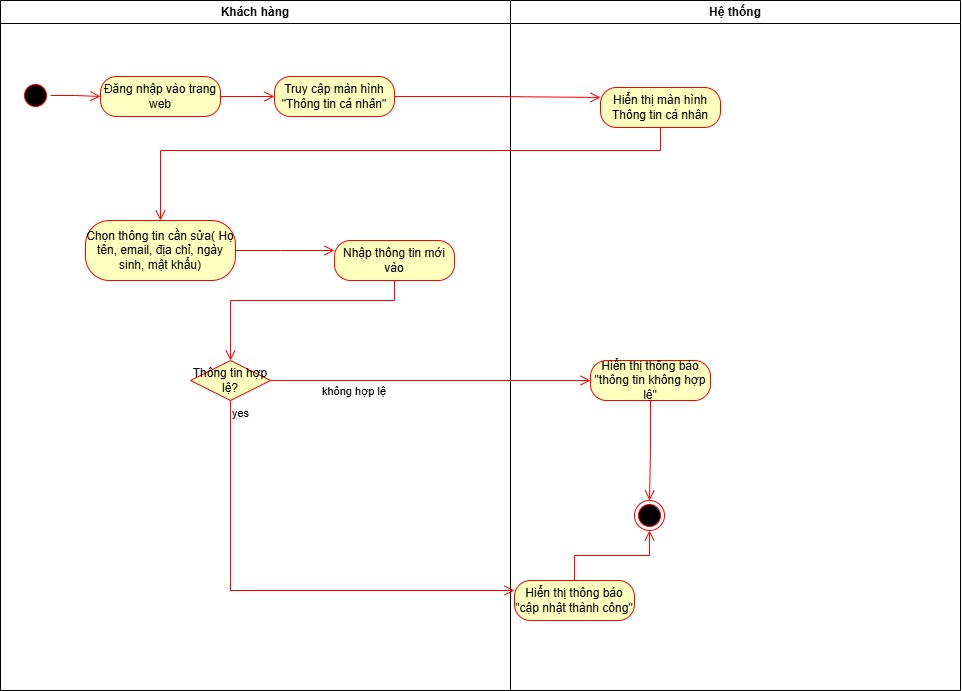 Khách hàng
Hệ thống
Đăng nhập vào trang
web
Truy cập màn hình
"Thông tin cá nhân"
Hiển thị màn hình
Thông tin cá nhân
Chọn thông tin cần sửa( Họ
tên, email, địa chỉ, ngày
sinh, mật khẩu)
Nhập thông tin mới
vào
Thông tin hợp
lệ?
không hợp lệ
yes
Hiển thị thông báo
"thông tin không hợp
lệ"
Hiển thị thông báo
"cập nhật thành công"